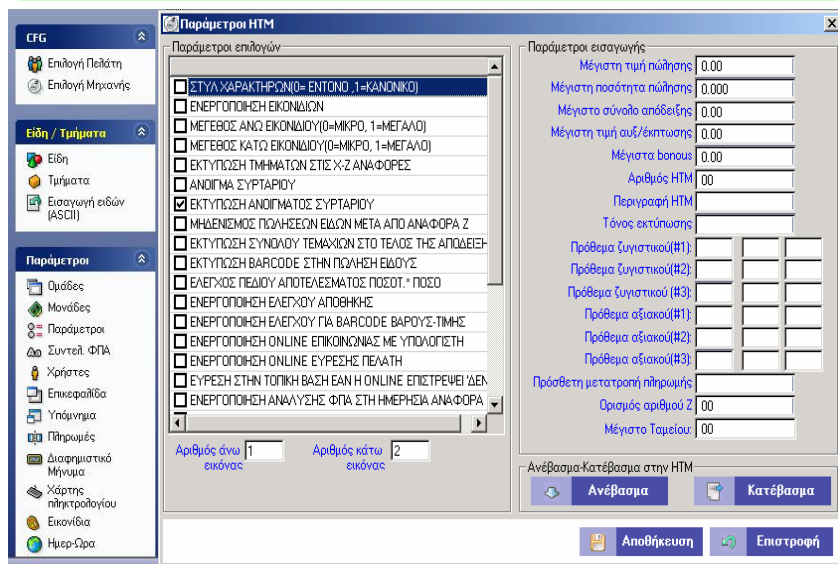 CFG
Επιλογή Πελάτη
Επιλογή Μηχανής
Είδη / Τμήματα
Είδη
Τμήματα
Εισαγωγή ειδών
(ASCII)
Παράμετροι
Ομάδες
Μονάδες
Παράμετροι
Συντελ. ΦΠΑ
Χρήστες
Επικεφαλίδα
Υπόμνημα
Πληρωμές
Διαφημιστικό
Μήνυμα
Χάρτης
πληκτρολογίου
Εικονίδια
Ημερ-Ωρα
Παράμετροι HTM
Παράμετροι επιλογών
ΣΤΥΛ ΧΑΡΑΚΤΗΡΩΝ(0= ΕΝΤΟΝΟ ,1=ΚΑΝΟΝΙΚΟ)
ΕΝΕΡΓΟΠΟΙΗΣΗ ΕΙΚΟΝΙΔΙΩΝ
ΜΕΓΕΘΟΣ ΑΝΩ ΕΙΚΟΝΙΔΙΟΥ(0=ΜΙΚΡΟ, 1=ΜΕΓΑΛΟ)
ΜΕΓΕΘΟΣ ΚΑΤΩ ΕΙΚΟΝΙΔΙΟΥ(0=ΜΙΚΡΟ, 1=ΜΕΓΑΛΟ)
ΕΚΤΥΠΩΣΗ ΤΜΗΜΑΤΩΝ ΣΤΙΣ Χ-Ζ ΑΝΑΦΟΡΕΣ
ΑΝΟΙΓΜΑ ΣΥΡΤΑΡΙΟΥ
ΕΚΤΥΠΩΣΗ ΑΝΟΙΓΜΑΤΟΣ ΣΥΡΤΑΡΙΟΥ
ΜΗΔΕΝΙΣΜΟΣ ΠΩΛΗΣΕΩΝ ΕΙΔΩΝ ΜΕΤΑ ΑΠΟ ΑΝΑΦΟΡΑ Ζ
ΕΚΤΥΠΩΣΗ ΣΥΝΟΛΟΥ ΤΕΜΑΧΙΩΝ ΣΤΟ ΤΕΛΟΣ ΤΗΣ ΑΠΟΔΕΙΞΗ
ΕΚΤΥΠΩΣΗ BARCODE ΣΤΗΝ ΠΩΛΗΣΗ ΕΙΔΟΥΣ
ΕΛΕΓΧΟΣ ΠΕΔΙΟΥ ΑΠΟΤΕΛΕΣΜΑΤΟΣ ΠΟΣΟΤ.* ΠΟΣΟ
ΕΝΕΡΓΟΠΟΙΗΣΗ ΕΛΕΓΧΟΥ ΑΠΟΘΗΚΗΣ
ΕΝΕΡΓΟΠΟΙΗΣΗ ΕΛΕΓΧΟΥ ΓΙΑ BARCODE ΒΑΡΟΥΣ-ΤΙΜΗΣ
ΕΝΕΡΓΟΠΟΙΗΣΗ ONLINE ΕΠΙΚΟΙΝΩΝΙΑΣ ΜΕ ΥΠΟΛΟΓΙΣΤΗ
ΕΝΕΡΓΟΠΟΙΗΣΗ ONLINE ΕΥΡΕΣΗΣ ΠΕΛΑΤΗ
ΕΥΡΕΣΗ ΣΤΗΝ ΤΟΠΙΚΗ ΒΑΣΗ ΕΑΝ Η ONLINE ΕΠΙΣΤΡΕΨΕΙ 'ΔΕΝ
ΕΝΕΡΓΟΠΟΙΗΣΗ ΑΝΑΛΥΣΗΣ ΦΠΑ ΣΤΗ ΗΜΕΡΗΣΙΑ ΑΝΑΦΟΡΑ
Αριθμός άνω 1 Αριθμός κάτω 2
εικόνας εικόνας
Παράμετροι εισαγωγής
Μέγιστη τιμή πώλησης 0.00
Μέγιστη ποσότητα πώλησης 0.000
Μέγιστο σύνολο απόδειξης 0.00
Μέγιστη τιμή αυξ/έκπτωσης 0.00
Μέγιστα bonous 0.00
Αριθμός HTM 00
Περιγραφή HTM
Τόνος εκτύπωσης
Πρόθεμα ζυγιστικού(#1):
Πρόθεμα ζυγιστικού(#2):
Πρόθεμα ζυγιστικού (#3):
Πρόθεμα αξιακού(#1):
Πρόθεμα αξιακού(#2):
Πρόθεμα αξιακού(#3):
Πρόσθετη μετατροπή πληρωμής
Ορισμός αριθμού Ζ 00
Μέγιστο Ταμείου: 00
Ανέβασμα-Κατέβασμα στην HTM
Ανέβασμα Κατέβασμα
Αποθήκευση Επιστροφή